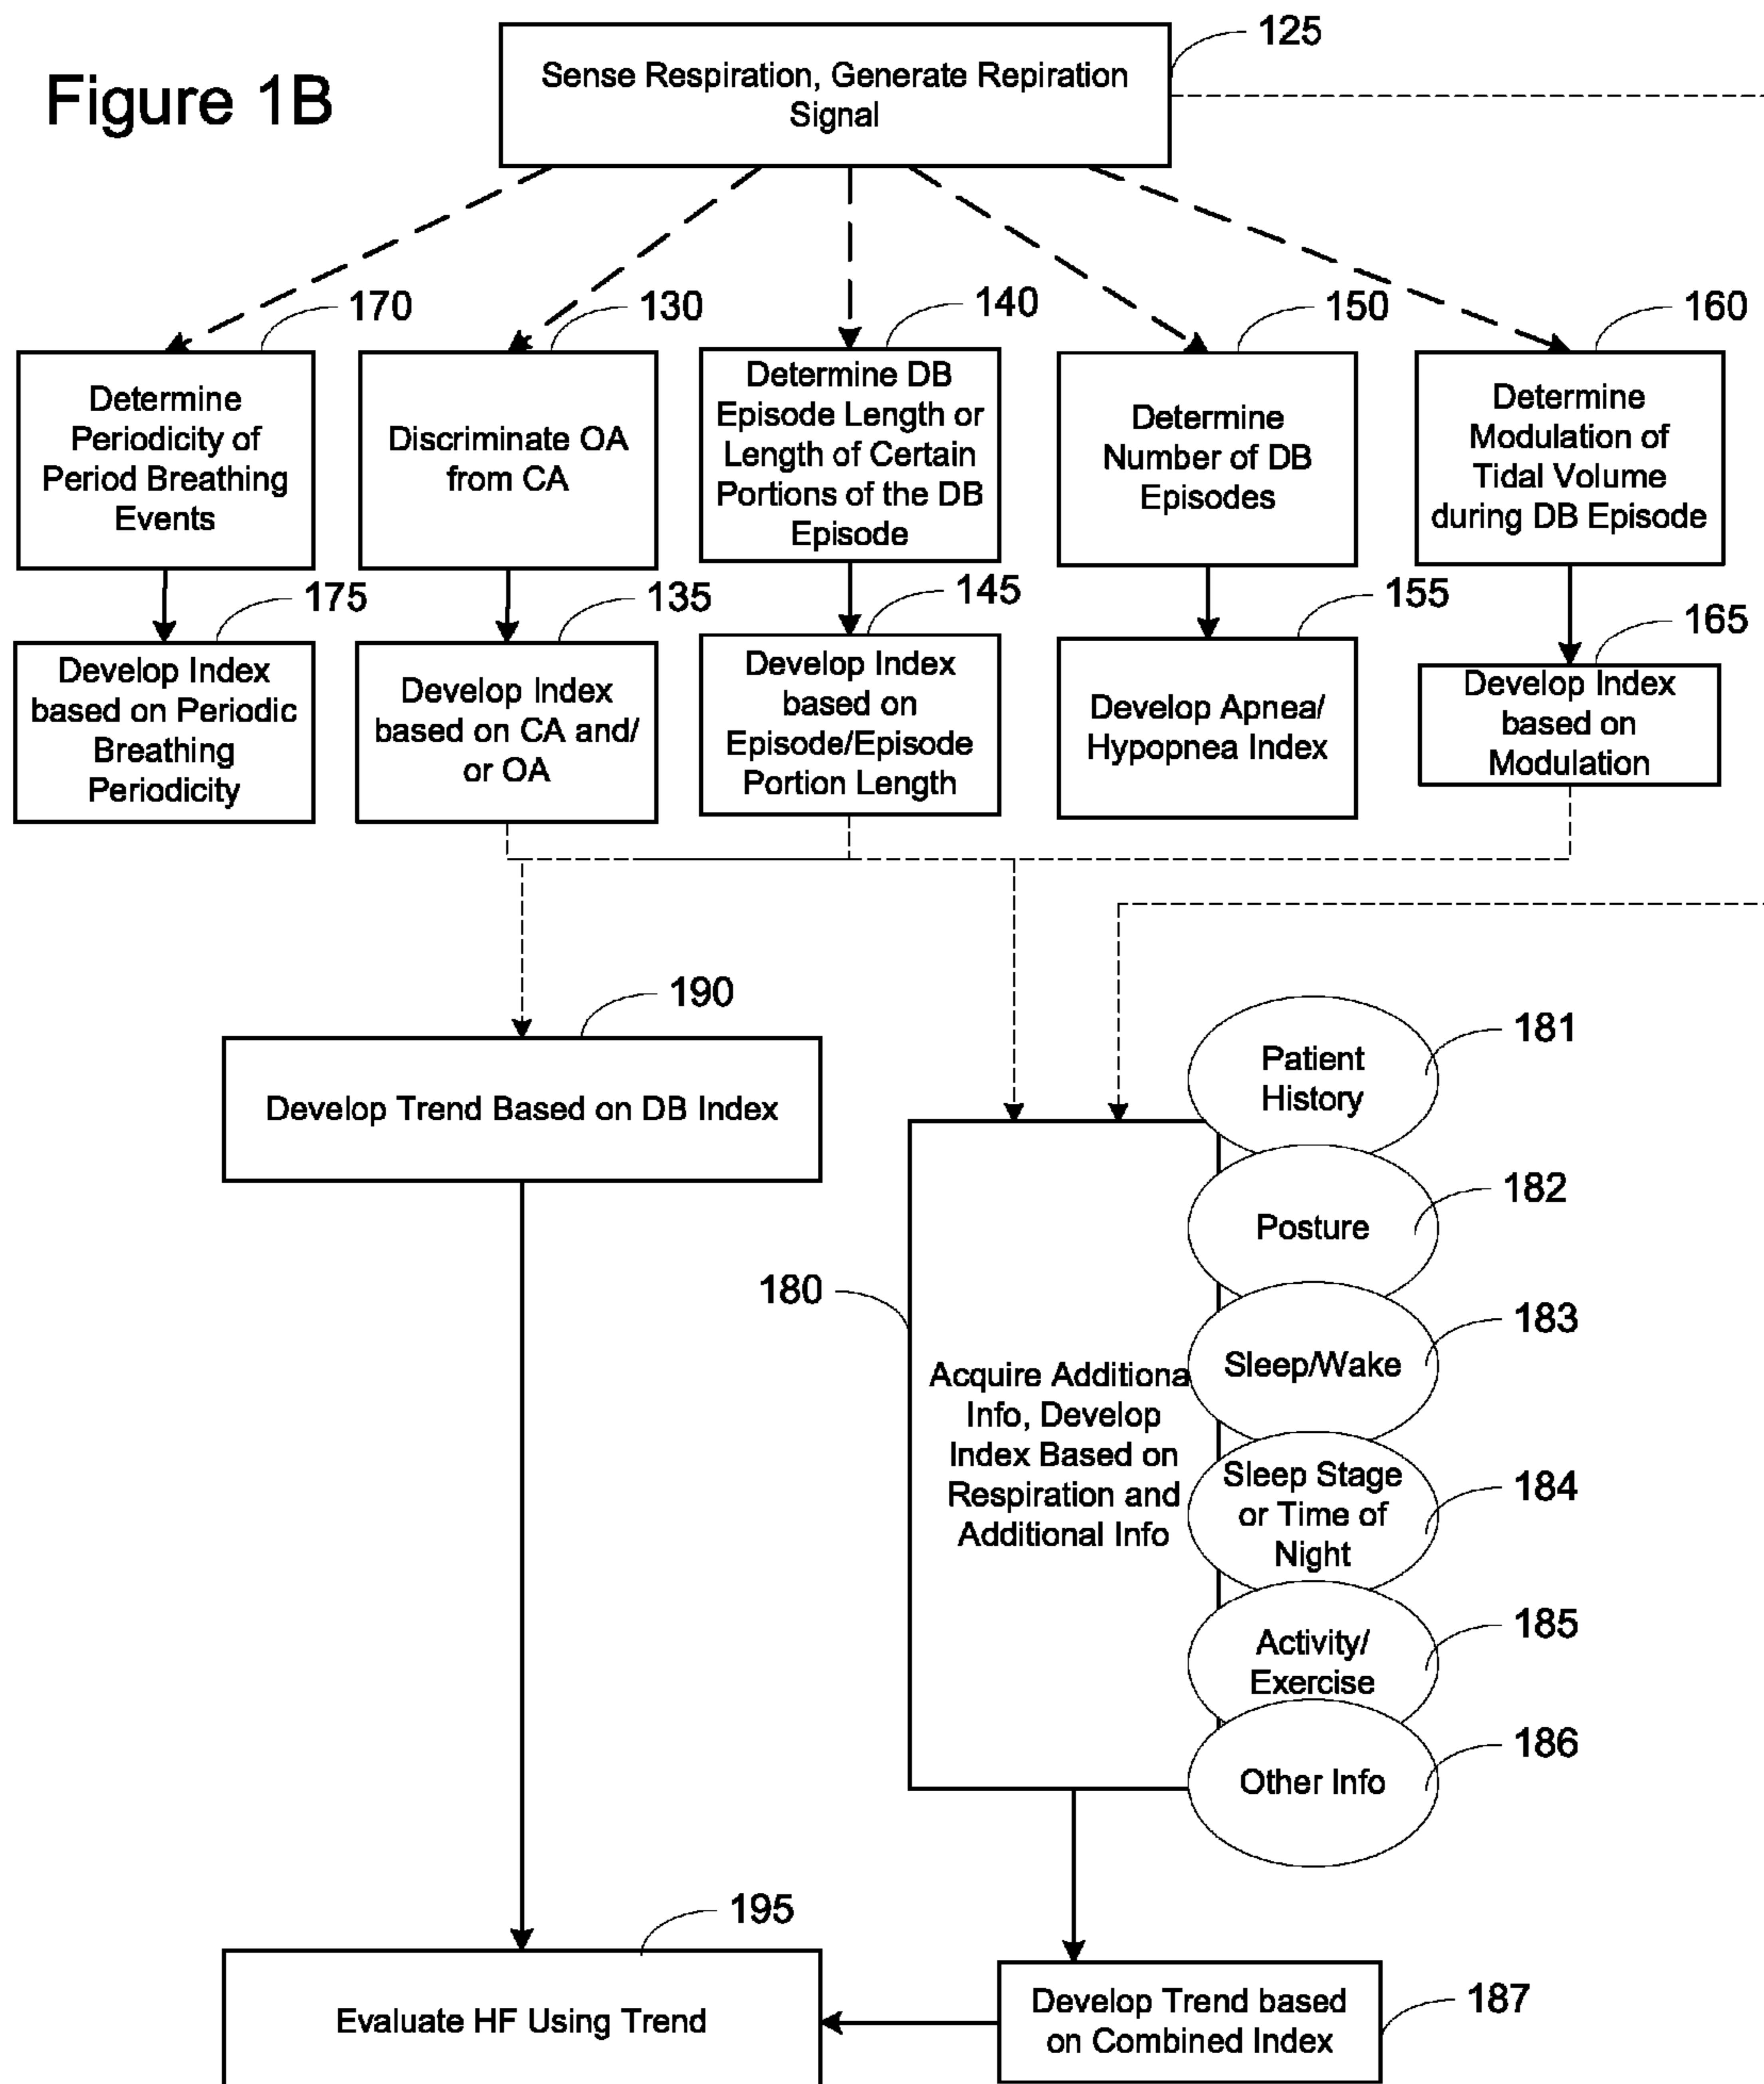 Figure 1B
125
Sense Respiration, Generate Repiration
Signal
170
130
140
150
160
Determine
Periodicity of
Period Breathing
Events
Discriminate OA
from CA
Determine DB
Episode Length or
Length of Certain
Portions of the DB
Episode
Determine
Number of DB
Episodes
Determine
Modulation of
Tidal Volume
during DB Episode
175
135
145
155
165
Develop Index
based on Periodic
Breathing
Periodicity
Develop Index
based on CA and/
or OA
Develop Index
based on
Episode/Episode
Portion Length
Develop Apnea/
Hypopnea Index
Develop Index
based on
Modulation
190
Develop Trend Based on DB Index
180
Acquire Additiona
Info, Develop
Index Based on
Respiration and
Additional Info
Patient
History
181
Posture
182
Sleep/Wake
183
Sleep Stage
or Time of
Night
184
Activity/
Exercise
185
Other Info
186
195
Evaluate HF Using Trend
Develop Trend based
on Combined Index
187